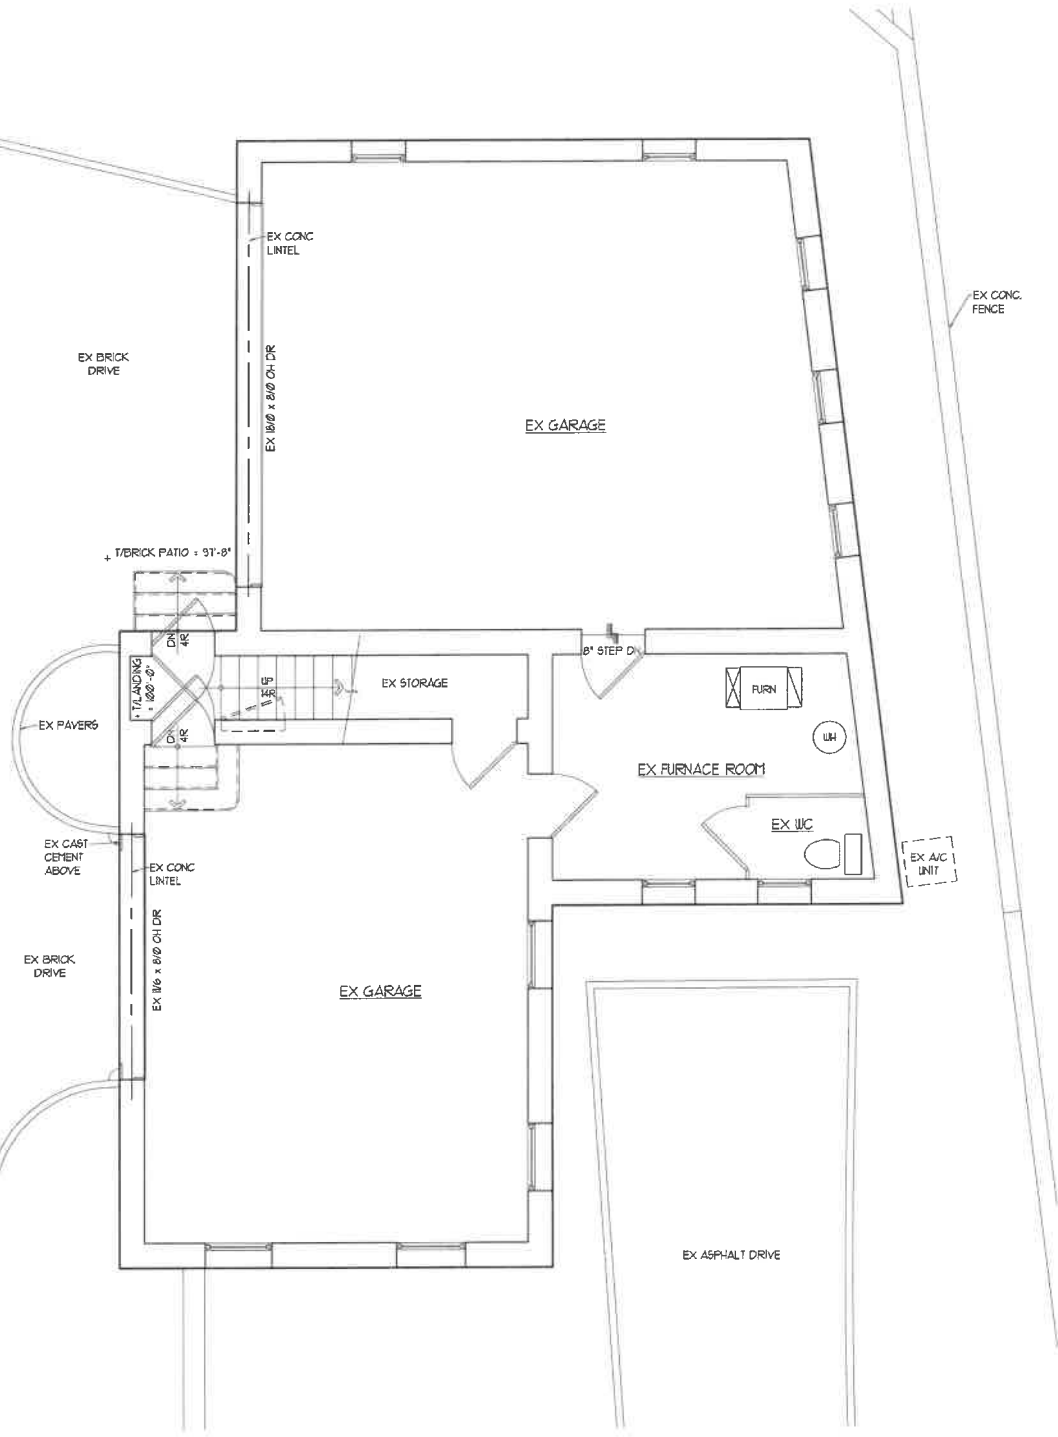 EX CONC
LINTEL
EX CONC.
FENCE
EX BRICK
DRIVE
EX 18/0 x 8/0 OH DR
EX GARAGE
+ T/BRICK PATIO = 97'-8"
DN
4R
8" STEP DN
+ T/LANDING
= 100'-0"
UP
14R
EX STORAGE
FURN
EX PAVERS
WH
DN
4R
EX FURNACE ROOM
EX WC
EX CAST
CEMENT
ABOVE
EX CONC
LINTEL
EX A/C
UNIT
EX BRICK
DRIVE
EX 11/6 x 8/0 OH DR
EX GARAGE
EX ASPHALT DRIVE